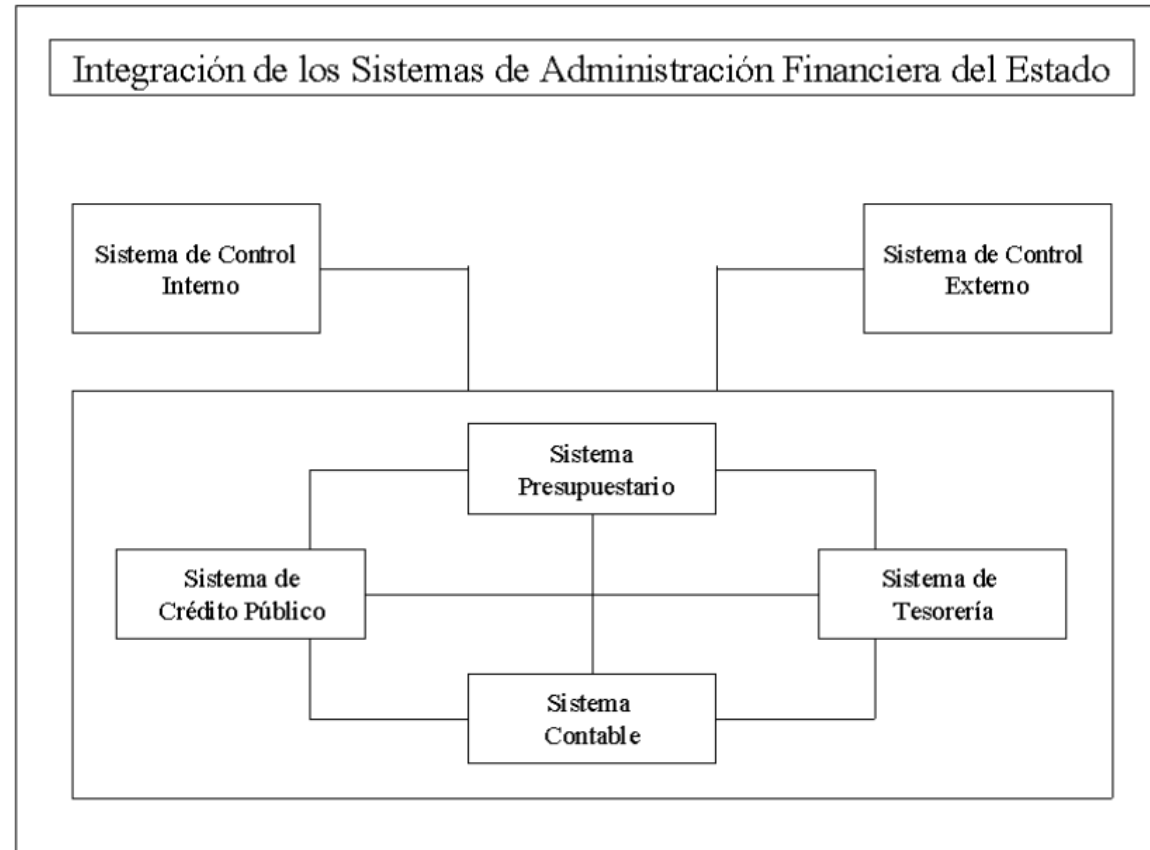 Integración de los Sistemas de Administración Financiera del Estado
Sistema de Control
Interno
Sistema de Control
Externo
Sistema
Presupuestario
Sistema de
Crédito Público
Sistema de
Tesorería
Sistema
Contable